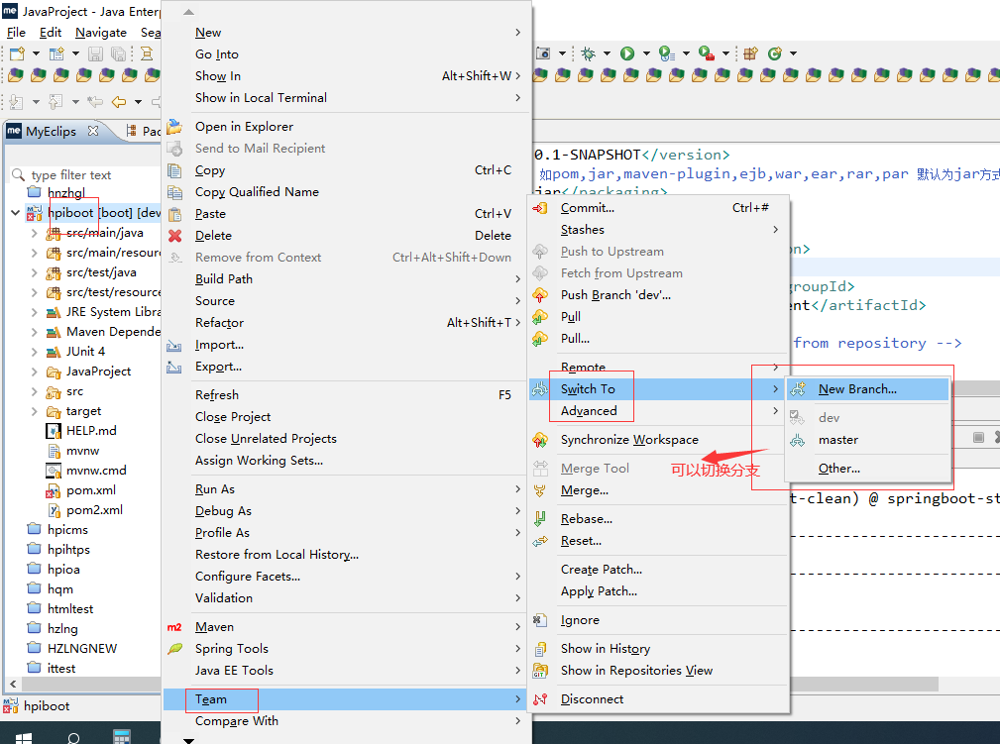 JavaProject - Java Enterp
File Edit Navigate Sea
MyEclips
Pac
type filter text
hnzhgl
hpiboot [boot] [dev
src/main/java
src/main/resour
src/test/java
src/test/resource
JRE System Libra
Maven Depende
JUnit 4
JavaProject
src
target
HELP.md
mvnw
mvnw.cmd
pom.xml
pom2.xml
hpicms
hpihtps
hpioa
hqm
htmltest
hzlng
HZLNGNEW
ittest
hpiboot
New
Go Into
Show In Alt+Shift+W
Show in Local Terminal
Open in Explorer
Send to Mail Recipient
Copy Ctrl+C
Copy Qualified Name
Paste Ctrl+V
Delete Delete
Remove from Context Ctrl+Alt+Shift+Down
Build Path
Source
Refactor Alt+Shift+T
Import...
Export...
Refresh F5
Close Project
Close Unrelated Projects
Assign Working Sets...
Run As
Debug As
Profile As
Restore from Local History...
Configure Facets...
Validation
Maven
Spring Tools
Java EE Tools
Team
Compare With
0.1-SNAPSHOT</version>
如pom,jar,maven-plugin,ejb,war,ear,rar,par 默认为jar方式
jar</packaging>
on>
groupId>
ent</artifactId>
from repository -->
t-clean) @ springboot-st
Commit... Ctrl+#
Stashes
Push to Upstream
Fetch from Upstream
Push Branch 'dev'...
Pull
Pull...
Remote
Switch To
Advanced
Synchronize Workspace
Merge Tool
Merge...
Rebase...
Reset...
Create Patch...
Apply Patch...
Ignore
Show in History
Show in Repositories View
Disconnect
New Branch...
dev
master
Other...
可以切换分支